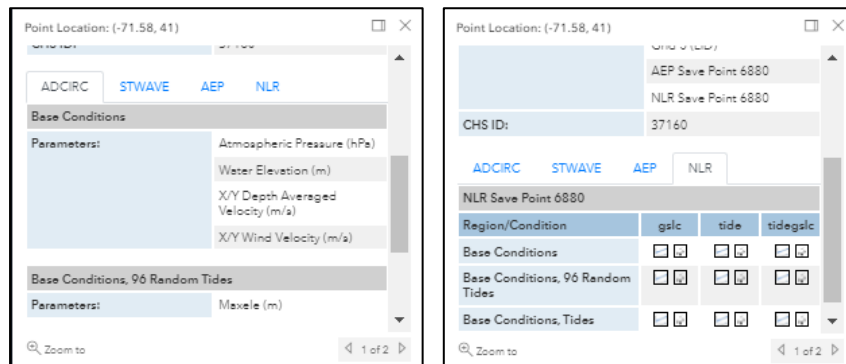 Point Location: (-71.58, 41)
CHS ID: 37160
ADCIRC STWAVE AEP NLR
Base Conditions
Parameters: Atmospheric Pressure (hPa)
Water Elevation (m)
X/Y Depth Averaged
Velocity (m/s)
X/Y Wind Velocity (m/s)
Base Conditions, 96 Random Tides
Parameters: Maxele (m)
Zoom to 1 of 2
Point Location: (-71.58, 41)
AEP Save Point 6880
NLR Save Point 6880
CHS ID: 37160
ADCIRC STWAVE AEP NLR
NLR Save Point 6880
Region/Condition gslc tide tidegslc
Base Conditions
Base Conditions, 96 Random
Tides
Base Conditions, Tides
Zoom to 1 of 2